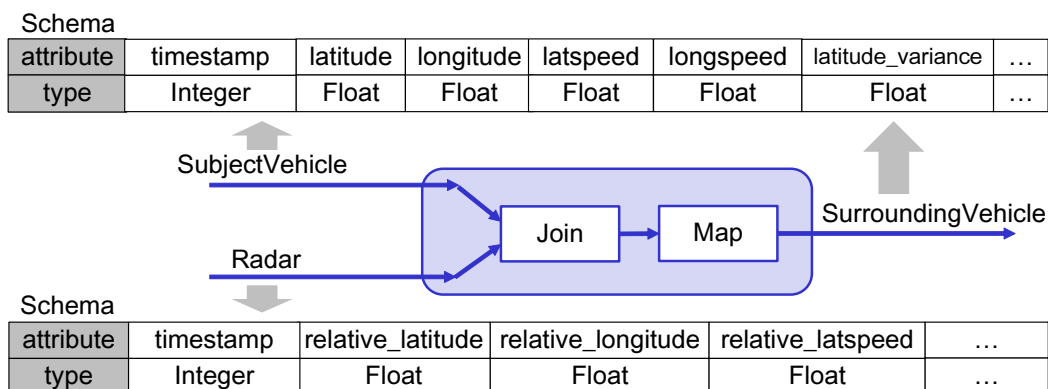 Schema
attribute timestamp latitude longitude latspeed longspeed latitude_variance …
type Integer Float Float Float Float Float …
SubjectVehicle
SurroundingVehicle
Join Map
Radar
Schema
attribute timestamp relative_latitude relative_longitude relative_latspeed …
type Integer Float Float Float …